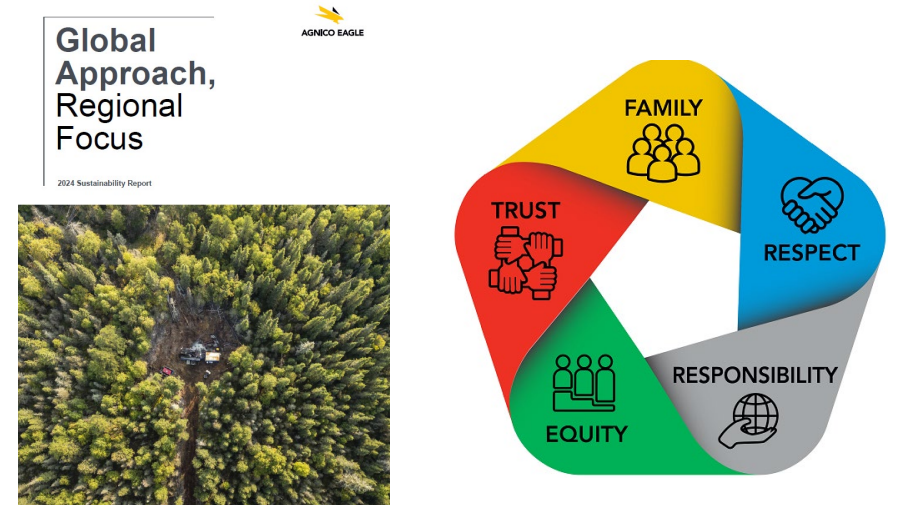 Global
Approach,
Regional
Focus
2024 Sustainability Report
AGNICO EAGLE
FAMILY
RESPECT
TRUST
RESPONSIBILITY
EQUITY